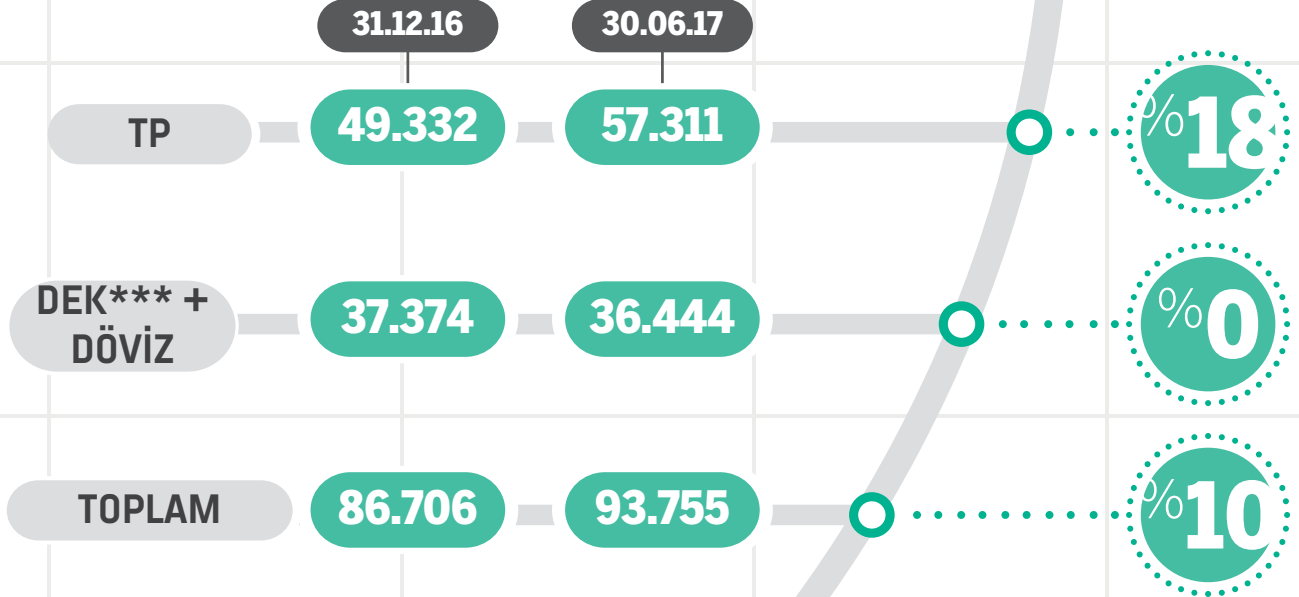 31.12.16 30.06.17
TP 49.332 57.311 %18
DEK*** +
DÖVİZ 37.374 36.444 %0
TOPLAM 86.706 93.755 %10